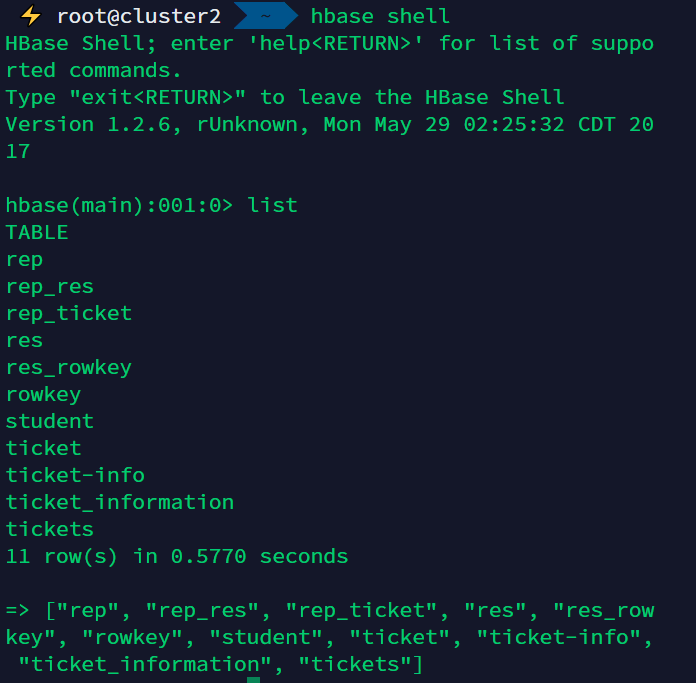 ⚡ root@cluster2 ~ hbase shell
HBase Shell; enter 'help<RETURN>' for list of suppo
rted commands.
Type "exit<RETURN>" to leave the HBase Shell
Version 1.2.6, rUnknown, Mon May 29 02:25:32 CDT 20
17

hbase(main):001:0> list
TABLE
rep
rep_res
rep_ticket
res
res_rowkey
rowkey
student
ticket
ticket-info
ticket_information
tickets
11 row(s) in 0.5770 seconds

=> ["rep", "rep_res", "rep_ticket", "res", "res_row
key", "rowkey", "student", "ticket", "ticket-info",
 "ticket_information", "tickets"]